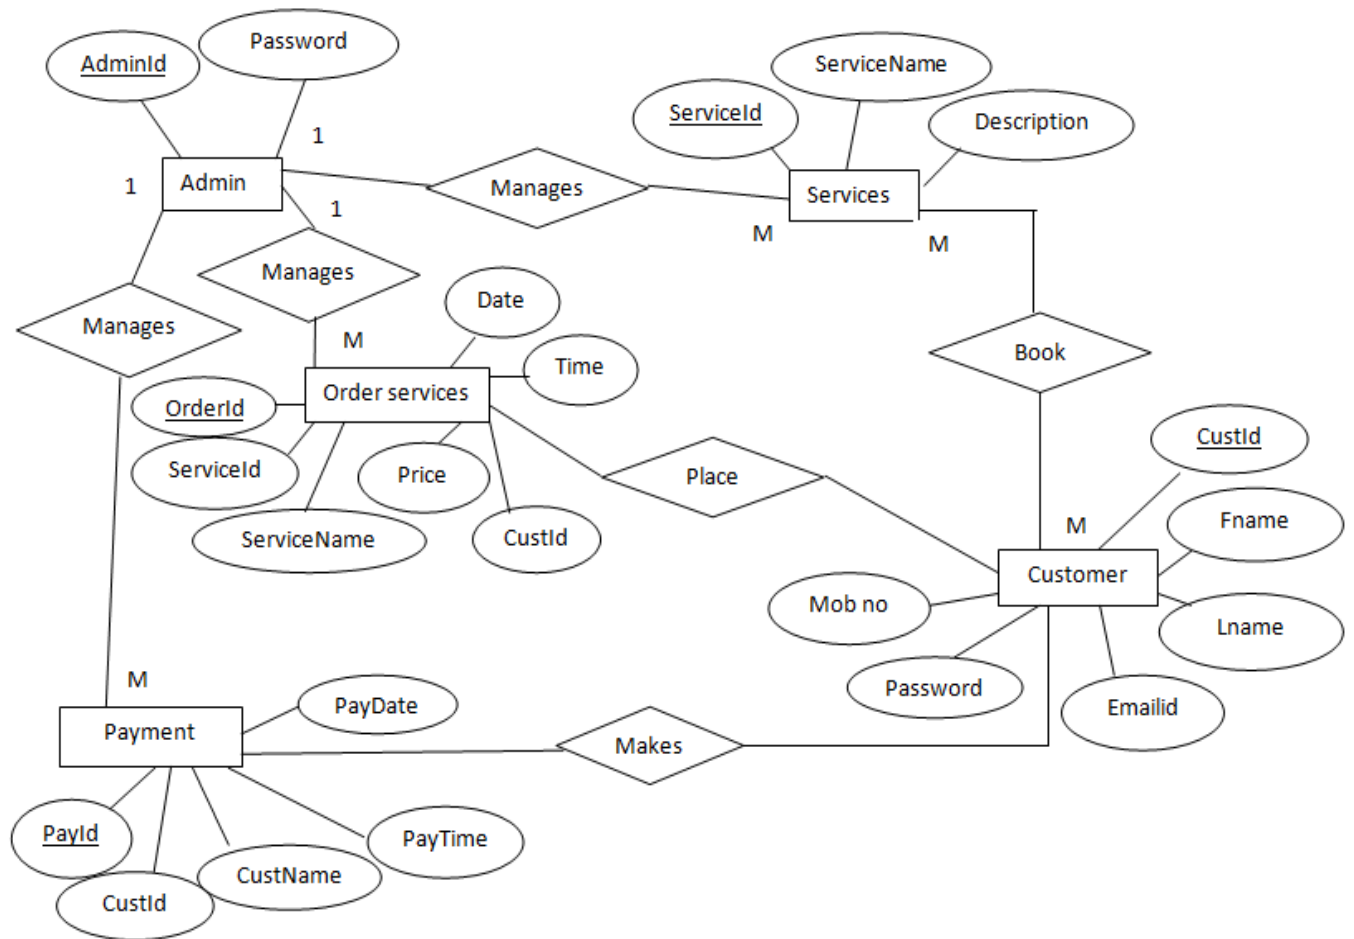 Password
AdminId
ServiceName
ServiceId
Description
1
Admin
1
Manages
Services
1
M
M
Manages
Date
Manages
M
Book
Time
Order services
OrderId
CustId
ServiceId
Price
Place
Fname
ServiceName
CustId
M
Customer
Mob no
Lname
M
Password
PayDate
Emailid
Payment
Makes
PayId
PayTime
CustName
CustId